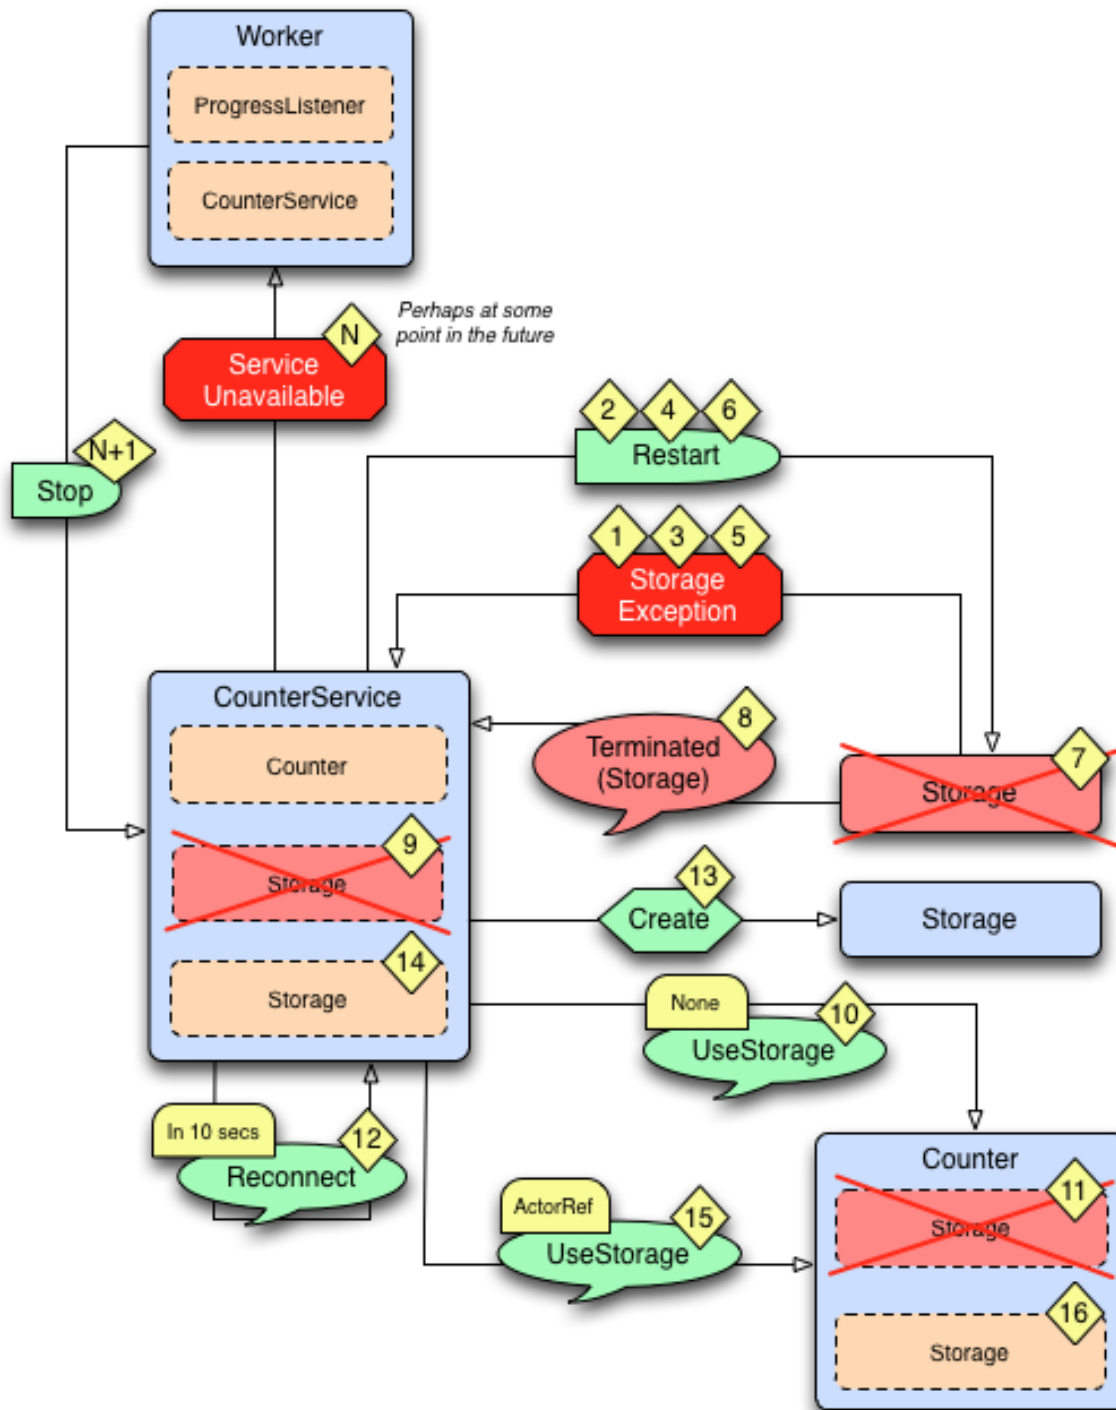 Worker
ProgressListener
CounterService
Perhaps at some
point in the future
N
Service
Unavailable
N+1
Stop
2
4
6
Restart
1
3
5
Storage
Exception
CounterService
Counter
9
Storage
14
Storage
8
Terminated
(Storage)
7
Storage
13
Create
Storage
None
10
UseStorage
In 10 secs
12
Reconnect
ActorRef
15
UseStorage
Counter
11
Storage
16
Storage